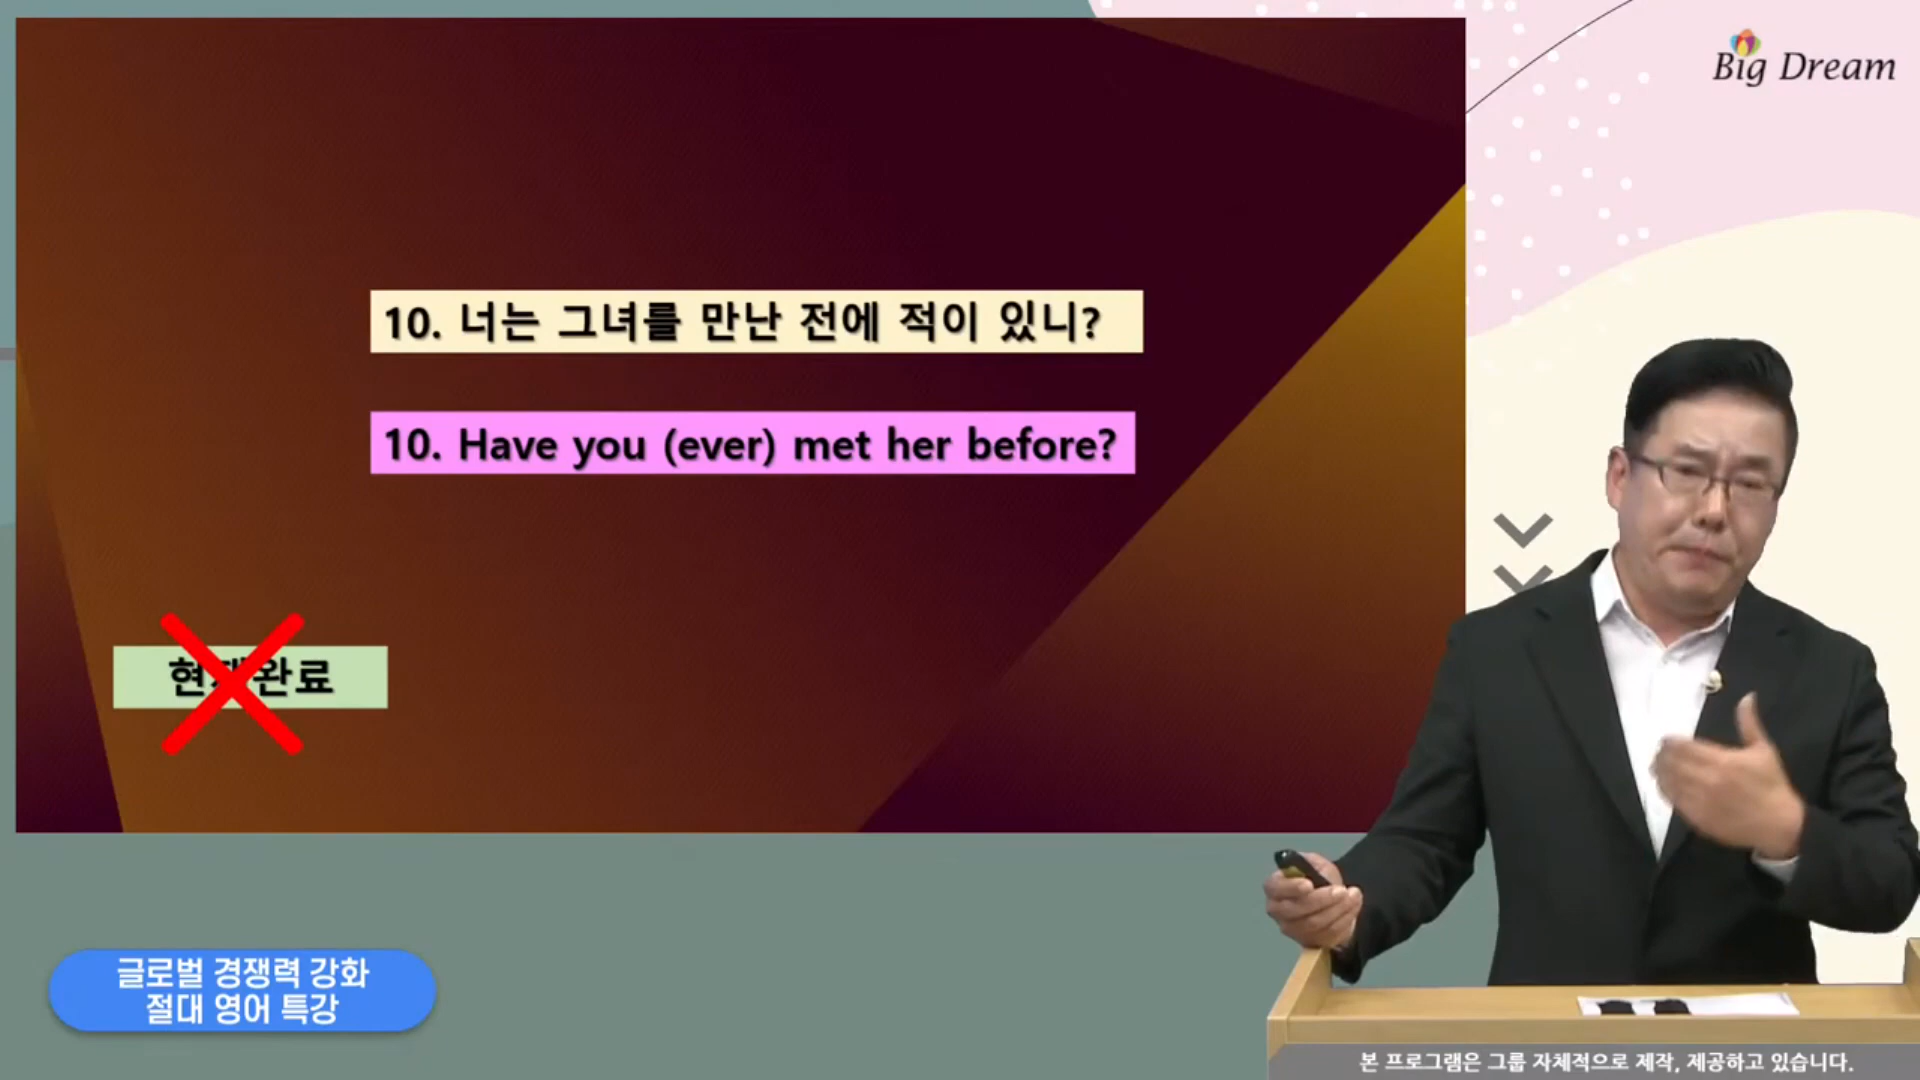 Big Dream
10. 너는 그녀를 만난 전에 적이 있니?
10. Have you (ever) met her before?
현재완료
글로벌 경쟁력 강화
절대 영어 특강
본 프로그램은 그룹 자체적으로 제작, 제공하고 있습니다.